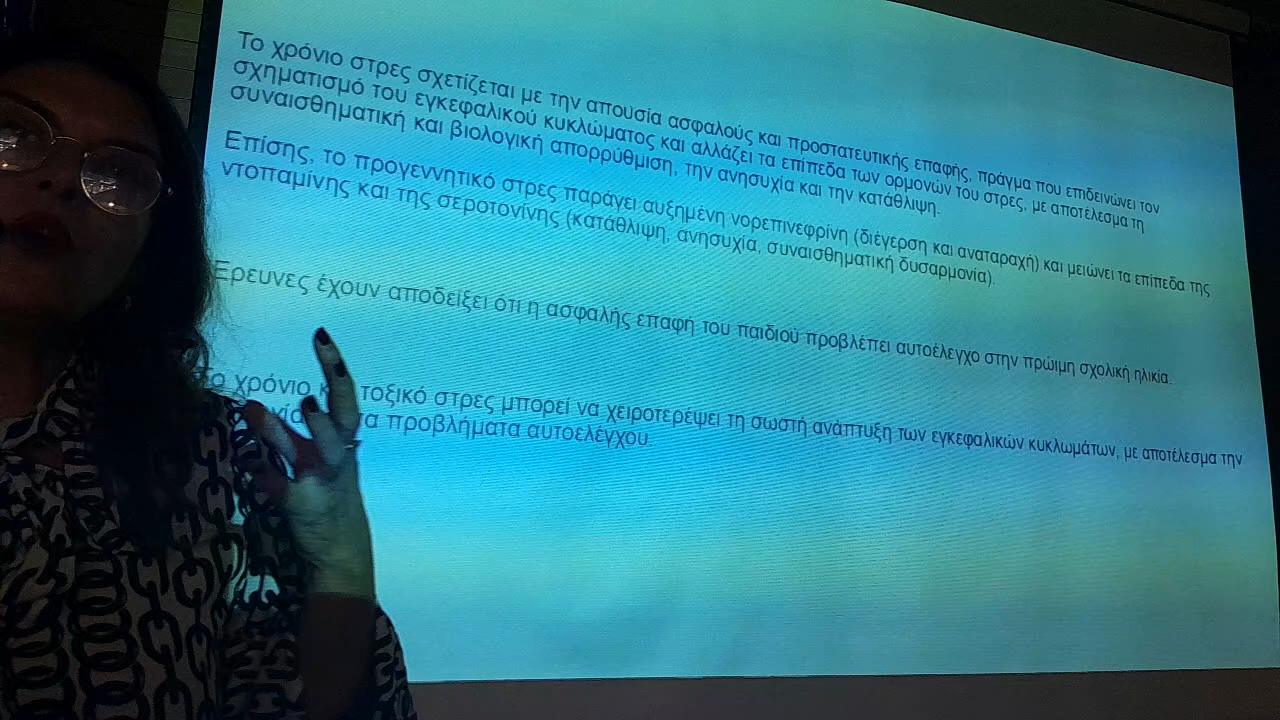 Το χρόνιο στρες σχετίζεται με την απουσία ασφαλούς και προστατευτικής επαφής, πράγμα που επιδεινώνει τον
σχηματισμό του εγκεφαλικού κυκλώματος και αλλάζει τα επίπεδα των ορμονών του στρες, με αποτέλεσμα τη
συναισθηματική και βιολογική απορρύθμιση, την ανησυχία και την κατάθλιψη.
Επίσης, το προγεννητικό στρες παράγει αυξημένη νορεπινεφρίνη (διέγερση και αναταραχή) και μειώνει τα επίπεδα της
ντοπαμίνης και της σεροτονίνης (κατάθλιψη, ανησυχία, συναισθηματική δυσαρμονία).
Έρευνες έχουν αποδείξει οτι η ασφαλής επαφή του παιδιού προβλέπει αυτοέλεγχο στην πρώιμη σχολική ηλικία.
χρόνιο τοξικό στρες μπορεί να χειροτερέψει τη σωστή ανάπτυξη των εγκεφαλικών κυκλωμάτων, με αποτέλεσμα την
προβλήματα αυτοελέγχου.